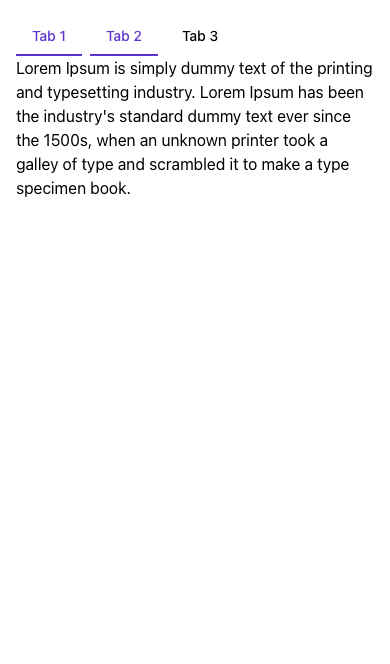 Tab 1 Tab 2 Tab 3
Lorem Ipsum is simply dummy text of the printing
and typesetting industry. Lorem Ipsum has been
the industry's standard dummy text ever since
the 1500s, when an unknown printer took a
galley of type and scrambled it to make a type
specimen book.